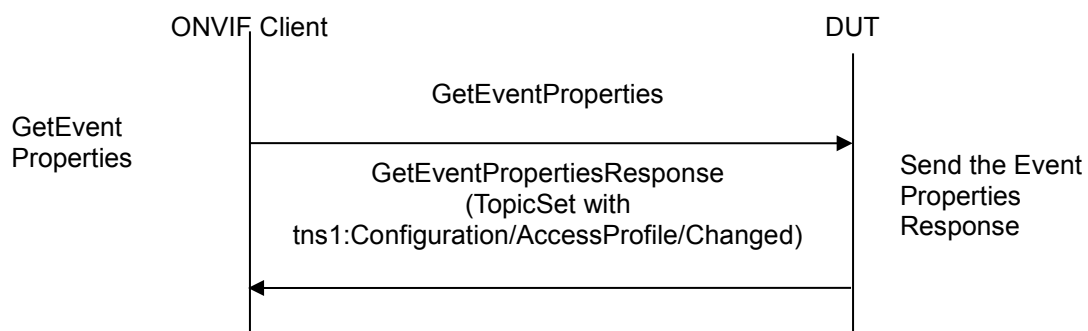 ONVIF Client
DUT
GetEventProperties
GetEvent
Properties
GetEventPropertiesResponse
(TopicSet with
tns1:Configuration/AccessProfile/Changed)
Send the Event
Properties
Response